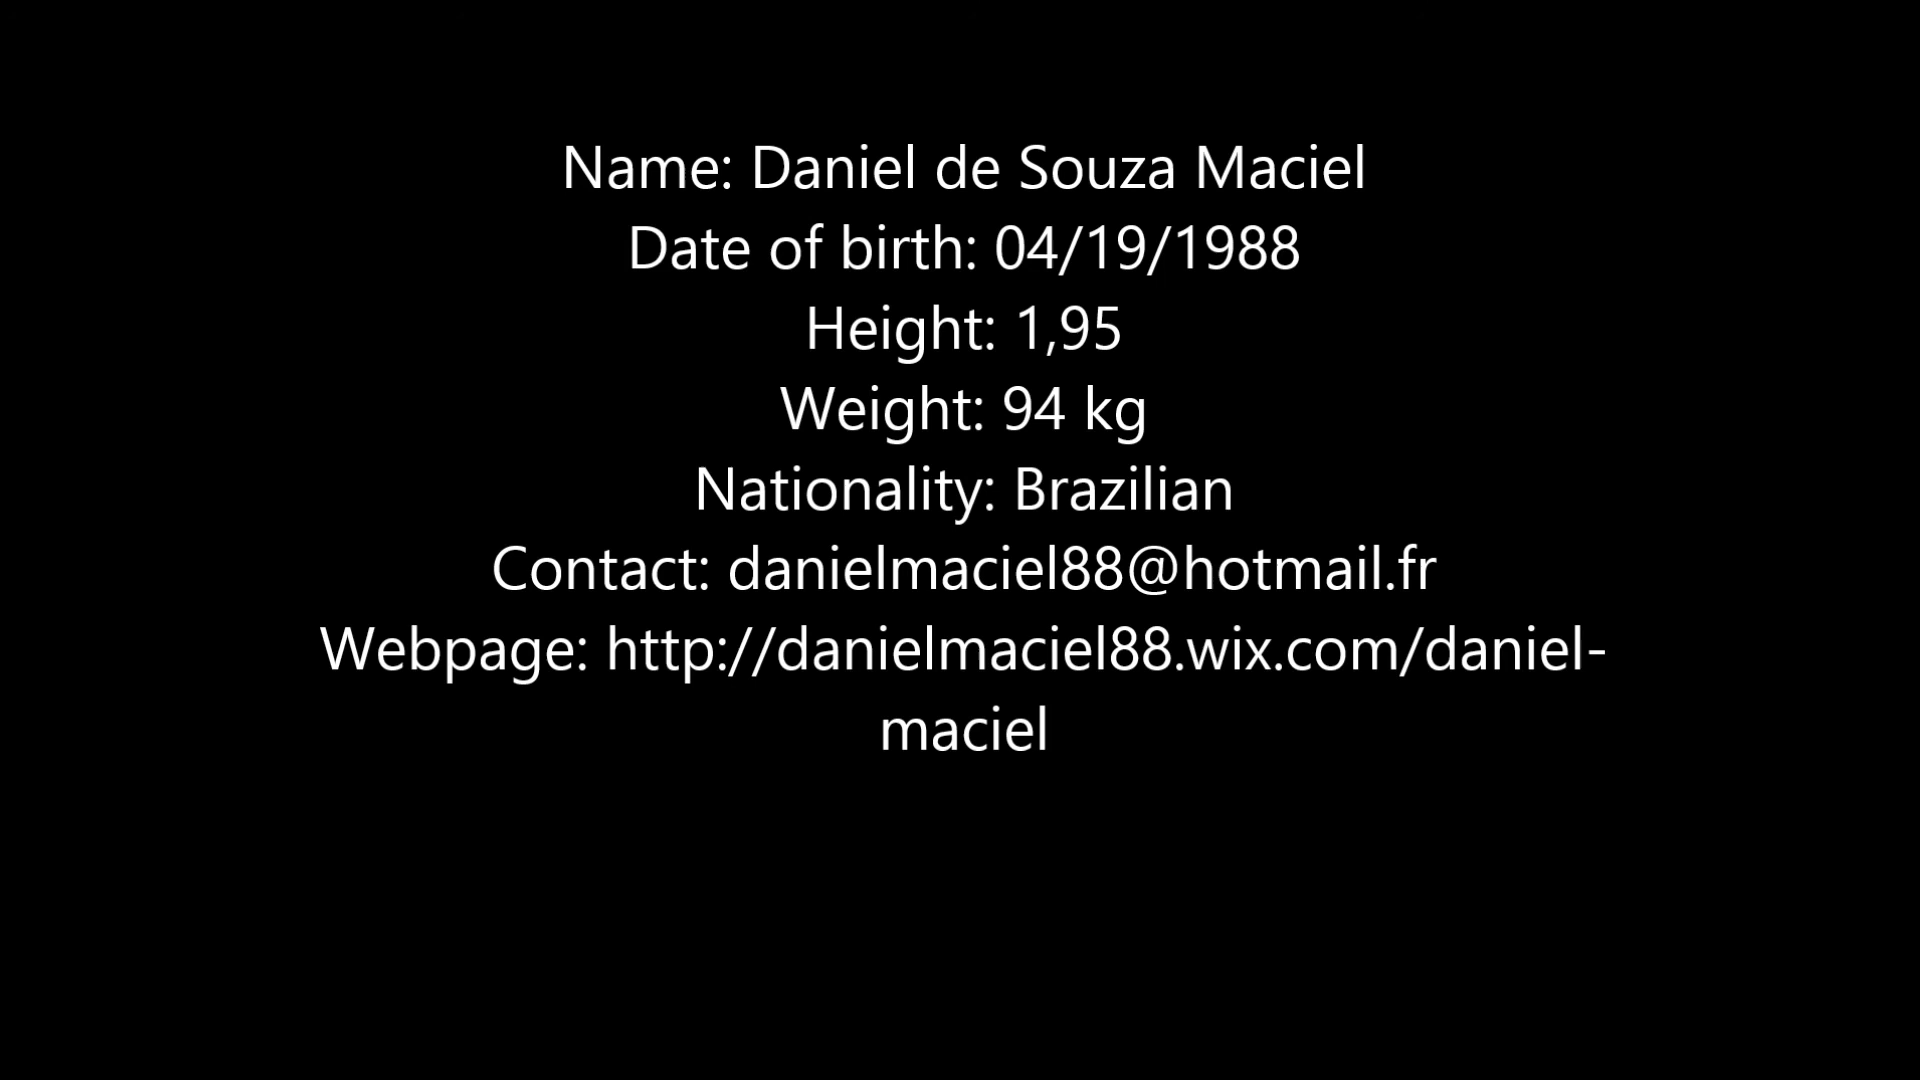 Name: Daniel de Souza Maciel
Date of birth: 04/19/1988
Height: 1,95
Weight: 94 kg
Nationality: Brazilian
Contact: danielmaciel88@hotmail.fr
Webpage: http://danielmaciel88.wix.com/daniel-
maciel